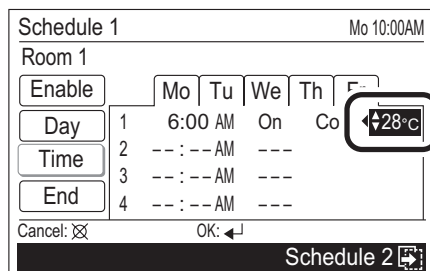 Schedule 1 Mo 10:00AM
Room 1
Enable Mo Tu We Th
Day 1 6:00 AM On Co 28°C
Time 2 --:--AM ---
3 --:--AM ---
End 4 --:--AM ---
Cancel: OK:
Schedule 2